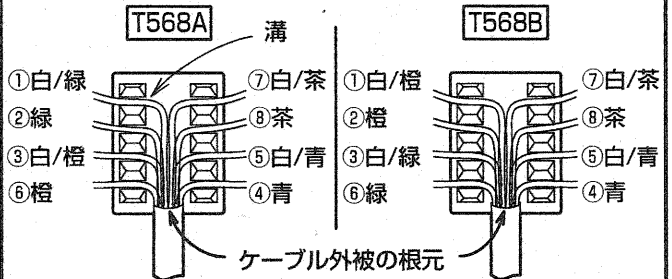 T568A
溝
①白/緑
②緑
③白/橙
⑥橙
⑦白/茶
⑧茶
⑤白/青
④青
T568B
①白/橙
②橙
③白/緑
⑥緑
⑦白/茶
⑧茶
⑤白/青
④青
ケーブル外被の根元